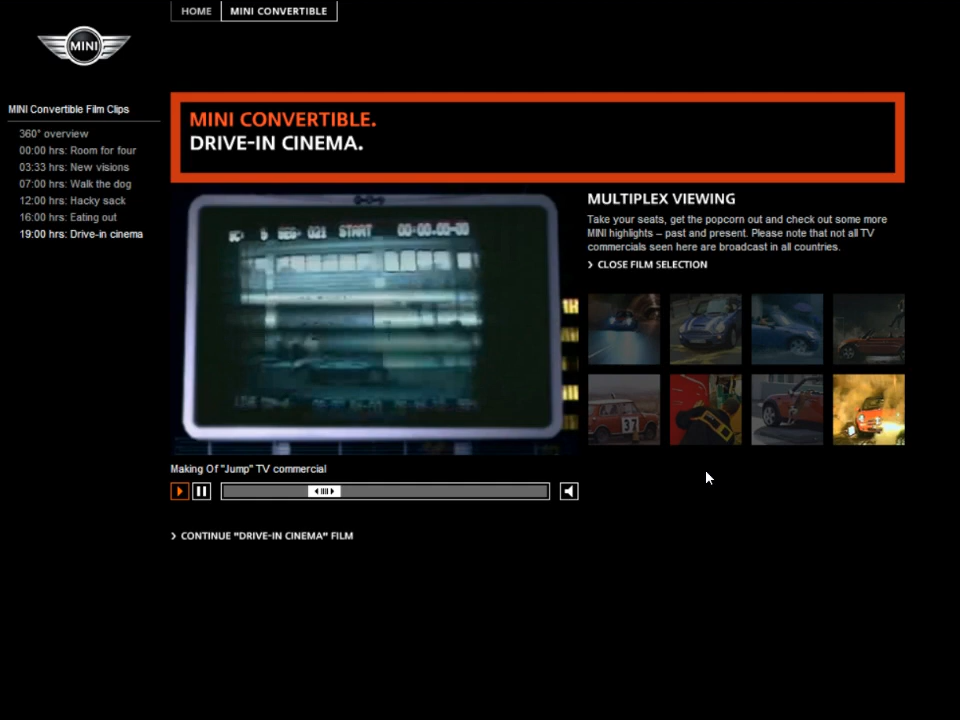 HOME
MINI CONVERTIBLE
MINI
MINI Convertible Film Clips
360° overview
00:00 hrs: Room for four
03:33 hrs: New visions
07:00 hrs: Walk the dog
12:00 hrs: Hacky sack
16:00 hrs: Eating out
19:00 hrs: Drive-in cinema
MINI CONVERTIBLE.
DRIVE-IN CINEMA.
START 00:00.00-00
MULTIPLEX VIEWING
Take your seats, get the popcorn out and check out some more
MINI highlights – past and present. Please note that not all TV
commercials seen here are broadcast in all countries.
CLOSE FILM SELECTION
37
Making Of "Jump" TV commercial
CONTINUE "DRIVE-IN CINEMA" FILM